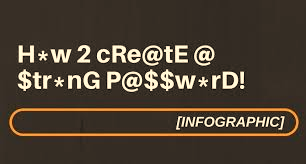 H*w 2 cRe@tE @
$tr*nG P@$$w*rD!
[INFOGRAPHIC]